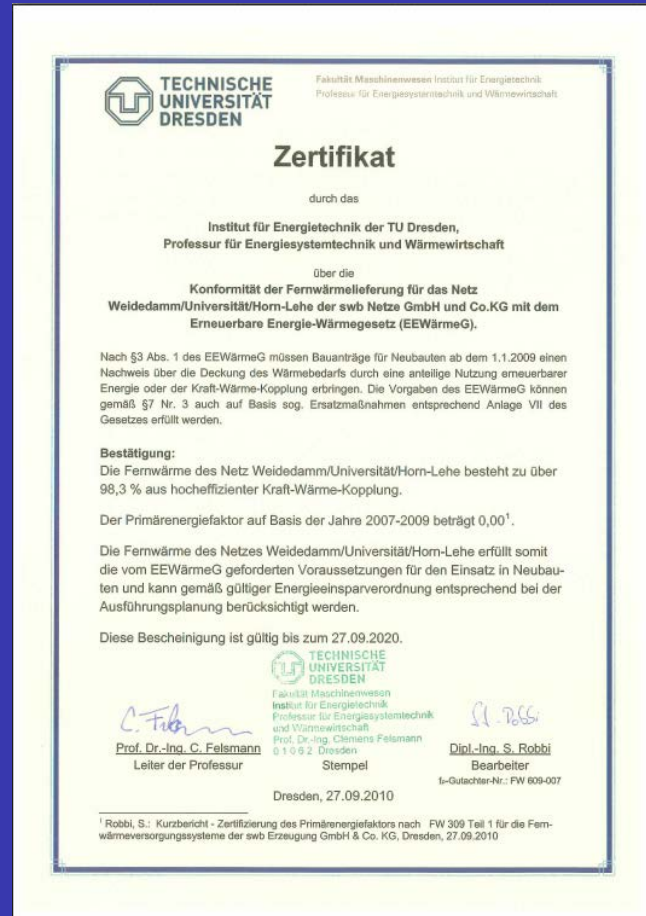 TECHNISCHE
UNIVERSITÄT
DRESDEN
Fakultät Maschinenwesen Institut für Energietechnik
Professur für Energiesystemtechnik und Wärmewirtschaft
Zertifikat
durch das
Institut für Energietechnik der TU Dresden,
Professur für Energiesystemtechnik und Wärmewirtschaft
über die
Konformität der Fernwärmelieferung für das Netz
Weidedamm/Universität/Horn-Lehe der swb Netze GmbH und Co.KG mit dem
Erneuerbare Energie-Wärmegesetz (EEWärmeG).
Nach §3 Abs. 1 des EEWärmeG müssen Bauanträge für Neubauten ab dem 1.1.2009 einen
Nachweis über die Deckung des Wärmebedarfs durch eine anteilige Nutzung erneuerbarer
Energie oder der Kraft-Wärme-Kopplung erbringen. Die Vorgaben des EEWärmeG können
gemäß §7 Nr. 3 auch auf Basis sog. Ersatzmaßnahmen entsprechend Anlage VII des
Gesetzes erfüllt werden.
Bestätigung:
Die Fernwärme des Netz Weidedamm/Universität/Horn-Lehe besteht zu über
98,3 % aus hocheffizienter Kraft-Wärme-Kopplung.
Der Primärenergiefaktor auf Basis der Jahre 2007-2009 beträgt 0,00¹.
Die Fernwärme des Netzes Weidedamm/Universität/Horn-Lehe erfüllt somit
die vom EEWärmeG geforderten Voraussetzungen für den Einsatz in Neubau-
ten und kann gemäß gültiger Energieeinsparverordnung entsprechend bei der
Ausführungsplanung berücksichtigt werden.
Diese Bescheinigung ist gültig bis zum 27.09.2020.
TECHNISCHE
UNIVERSITÄT
DRESDEN
Fakultät Maschinenwesen
Institut für Energietechnik
Professur für Energiesystemtechnik
und Wärmewirtschaft
Prof. Dr.-Ing. Clemens Felsmann
01062 Dresden
C. Fel
St. Robbi
Prof. Dr.-Ing. C. Felsmann
Leiter der Professur
Stempel
Dipl.-Ing. S. Robbi
Bearbeiter
fp-Gutachter-Nr.: FW 609-007
Dresden, 27.09.2010
¹ Robbi, S.: Kurzbericht - Zertifizierung des Primärenergiefaktors nach FW 309 Teil 1 für die Fern-
wärmeversorgungssysteme der swb Erzeugung GmbH & Co. KG, Dresden, 27.09.2010